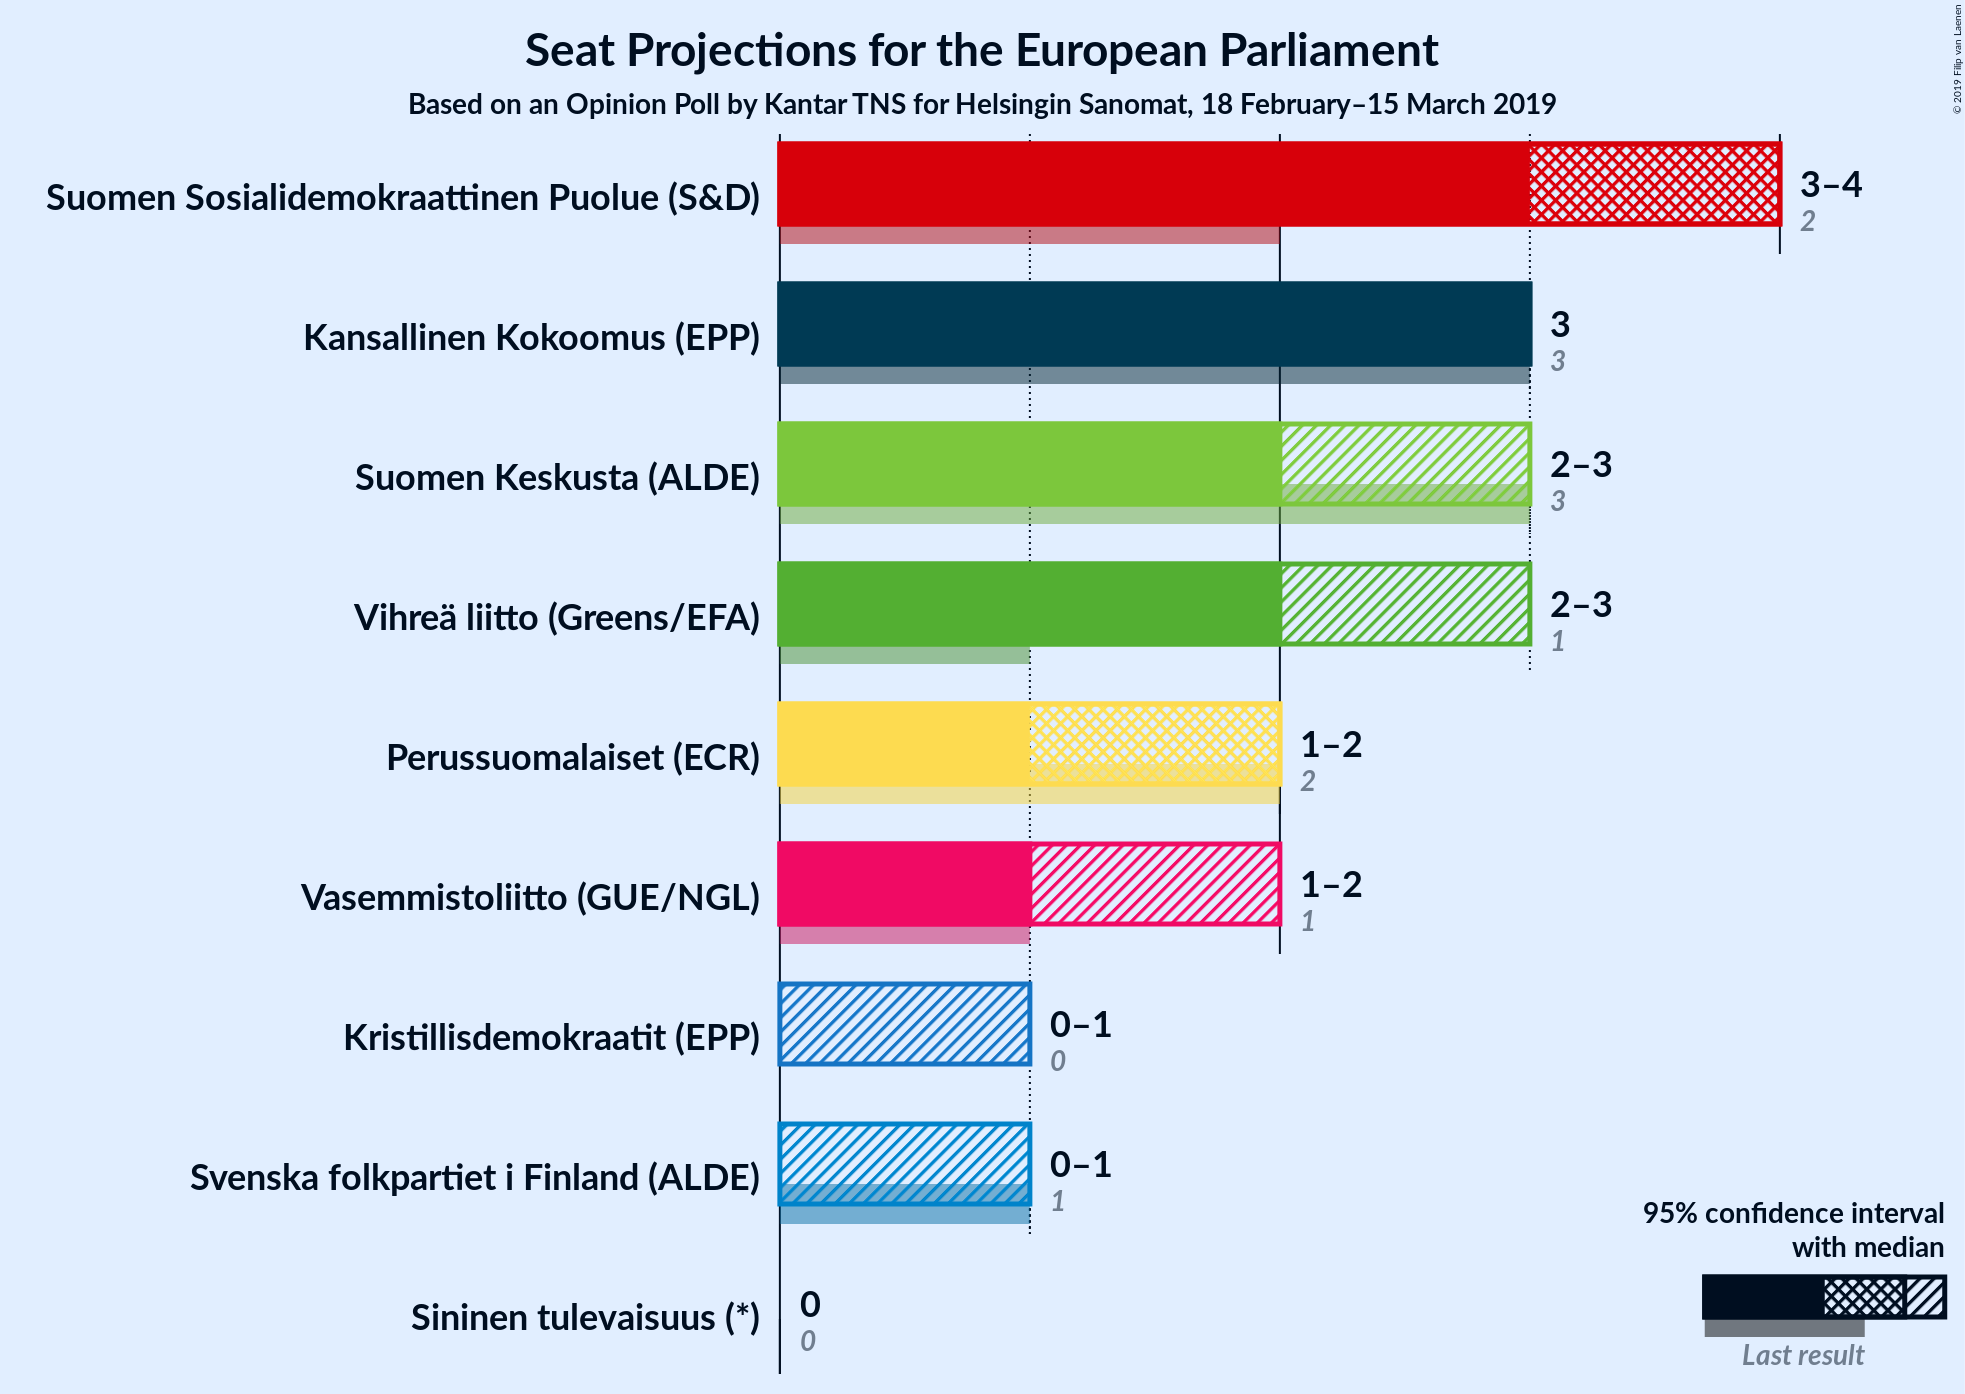 Seat Projections for the European Parliament
Based on an Opinion Poll by Kantar TNS for Helsingin Sanomat, 18 February–15 March 2019
© 2019 Filip van Laenen
Suomen Sosialidemokraattinen Puolue (S&D)
3–4
2
Kansallinen Kokoomus (EPP)
3
3
Suomen Keskusta (ALDE)
2–3
3
Vihreä liitto (Greens/EFA)
2–3
1
Perussuomalaiset (ECR)
1–2
2
Vasemmistoliitto (GUE/NGL)
1–2
1
Kristillisdemokraatit (EPP)
0–1
0
Svenska folkpartiet i Finland (ALDE)
0–1
1
Sininen tulevaisuus (*)
0
0
95% confidence interval
with median
Last result